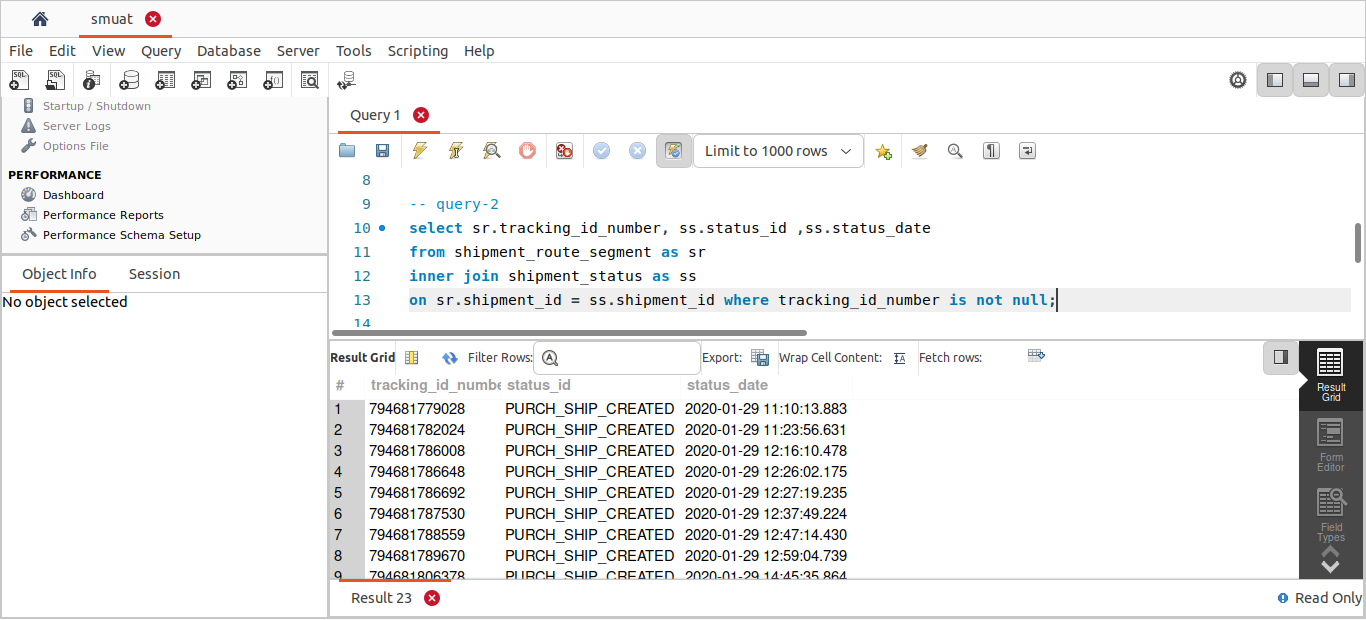 smuat
File Edit View Query Database Server Tools Scripting Help
Startup / Shutdown
Server Logs
Options File
PERFORMANCE
Dashboard
Performance Reports
Performance Schema Setup
Object Info Session
No object selected
Query 1
Limit to 1000 rows
8
9 -- query-2
10 select sr.tracking_id_number, ss.status_id ,ss.status_date
11 from shipment_route_segment as sr
12 inner join shipment_status as ss
13 on sr.shipment_id = ss.shipment_id where tracking_id_number is not null;
14
Result Grid Filter Rows: Export: Wrap Cell Content: Fetch rows:
# tracking_id_numbe status_id status_date
1 794681779028 PURCH_SHIP_CREATED 2020-01-29 11:10:13.883
2 794681782024 PURCH_SHIP_CREATED 2020-01-29 11:23:56.631
3 794681786008 PURCH_SHIP_CREATED 2020-01-29 12:16:10.478
4 794681786648 PURCH_SHIP_CREATED 2020-01-29 12:26:02.175
5 794681786692 PURCH_SHIP_CREATED 2020-01-29 12:27:19.235
6 794681787530 PURCH_SHIP_CREATED 2020-01-29 12:37:49.224
7 794681788559 PURCH_SHIP_CREATED 2020-01-29 12:47:14.430
8 794681789670 PURCH_SHIP_CREATED 2020-01-29 12:59:04.739
9 794681806378 PURCH_SHIP_CREATED 2020-01-29 14:45:35.864
Result
Grid
Form
Editor
Field
Types
Result 23
Read Only